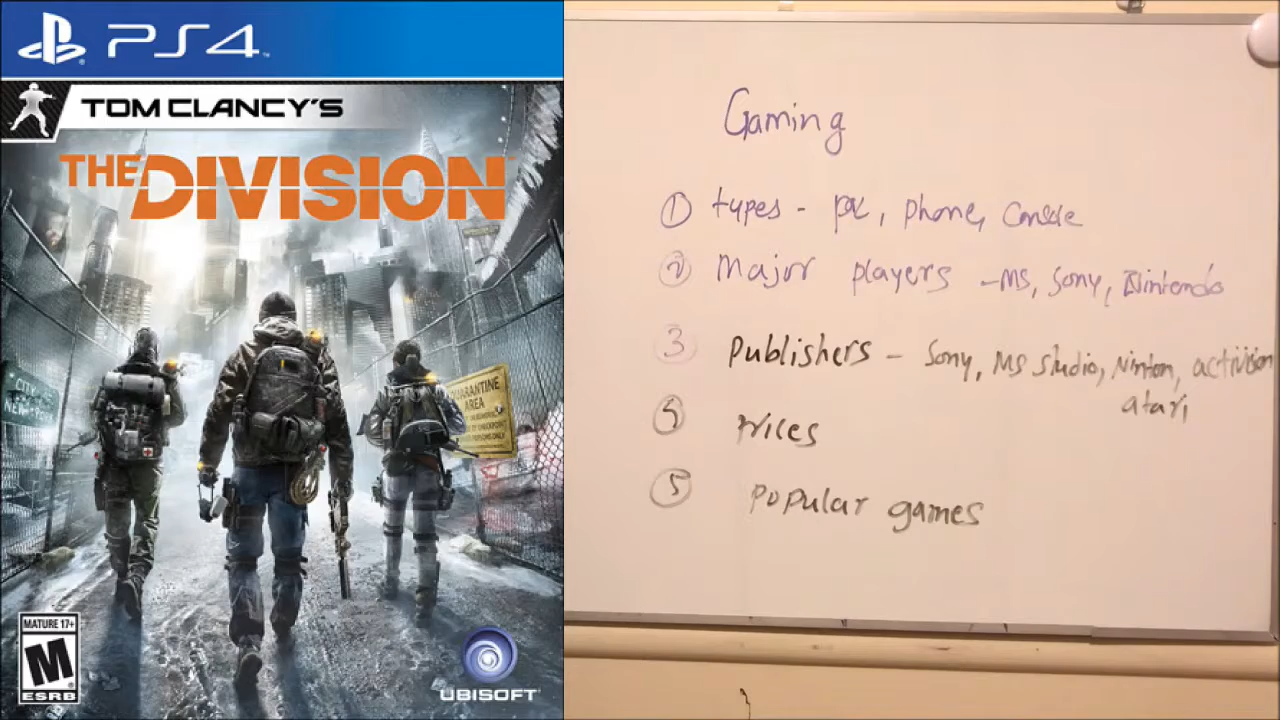 PS4
TOM CLANCY'S
THE DIVISION
CITY
QUARANTINE
AREA
MATURE 17+
M
ESRB
UBISOFT
Gaming
① types - pc, phone, Console
② Major players - MS, Sony, Nintendo
③ Publishers - Sony, MS studio, Ninton, activision
atari,
④ Prices
⑤ Popular games